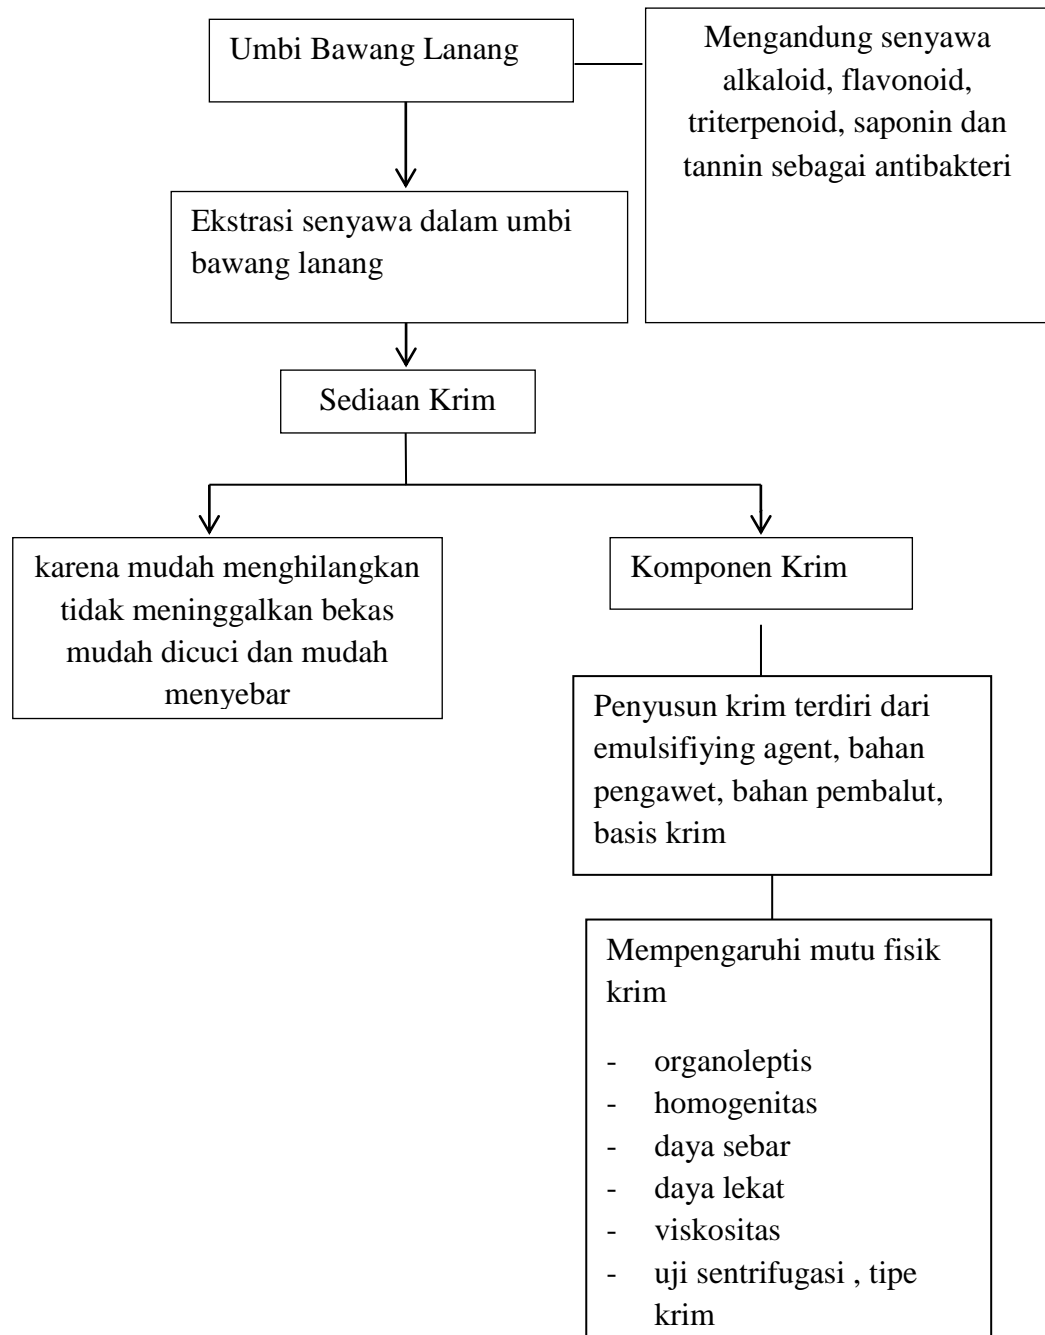 Umbi Bawang Lanang
Mengandung senyawa
alkaloid, flavonoid,
triterpenoid, saponin dan
tannin sebagai antibakteri
Ekstrasi senyawa dalam umbi
bawang lanang
Sediaan Krim
karena mudah menghilangkan
tidak meninggalkan bekas
mudah dicuci dan mudah
menyebar
Komponen Krim
Penyusun krim terdiri dari
emulsifiying agent, bahan
pengawet, bahan pembalut,
basis krim
Mempengaruhi mutu fisik
krim
- organoleptis
- homogenitas
- daya sebar
- daya lekat
- viskositas
- uji sentrifugasi , tipe
krim